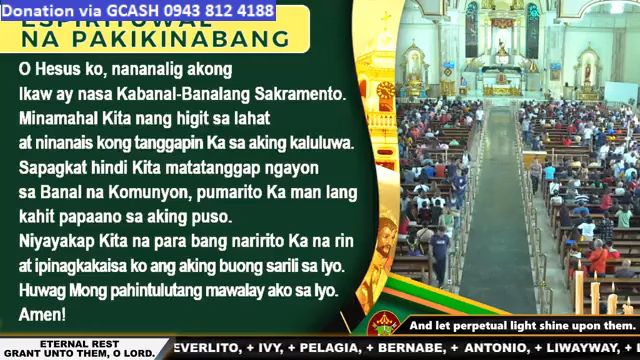 Donation via GCASH 0943 812 4188
ESPIRITUWAL
NA PAKIKINABANG
O Hesus ko, nananalig akong
Ikaw ay nasa Kabanal-Banalang Sakramento.
Minamahal Kita nang higit sa lahat
at ninanais kong tanggapin Ka sa aking kaluluwa.
Sapagkat hindi Kita matatanggap ngayon
sa Banal na Komunyon, pumarito Ka man lang
kahit papaano sa aking puso.
Niyayakap Kita na para bang naririto Ka na rin
at ipinagkakaisa ko ang aking buong sarili sa Iyo.
Huwag Mong pahintulutang mawalay ako sa Iyo.
Amen!
And let perpetual light shine upon them.
ETERNAL REST
GRANT UNTO THEM, O LORD.
EVERLITO, + IVY, + PELAGIA, + BERNABE, + ANTONIO, + LIWAYWAY, +